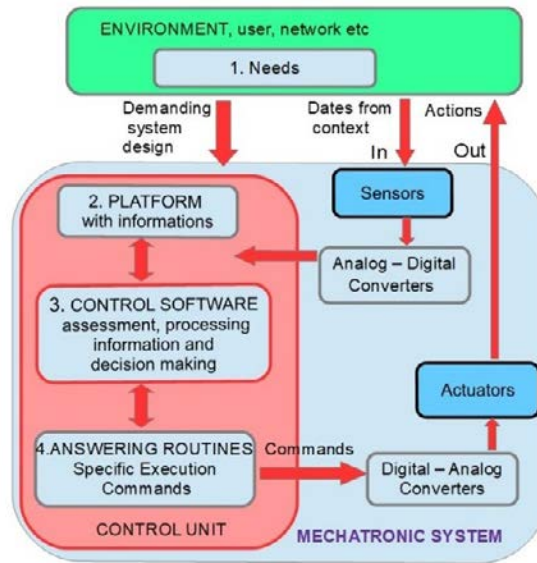 ENVIRONMENT, user, network etc
1. Needs
Demanding
system
design
Dates from
context
Actions
In
Out
2. PLATFORM
with informations
Sensors
Analog – Digital
Converters
3. CONTROL SOFTWARE
assessment, processing
information and
decision making
Actuators
4.ANSWERING ROUTINES
Specific Execution
Commands
Commands
Digital – Analog
Converters
CONTROL UNIT
MECHATRONIC SYSTEM